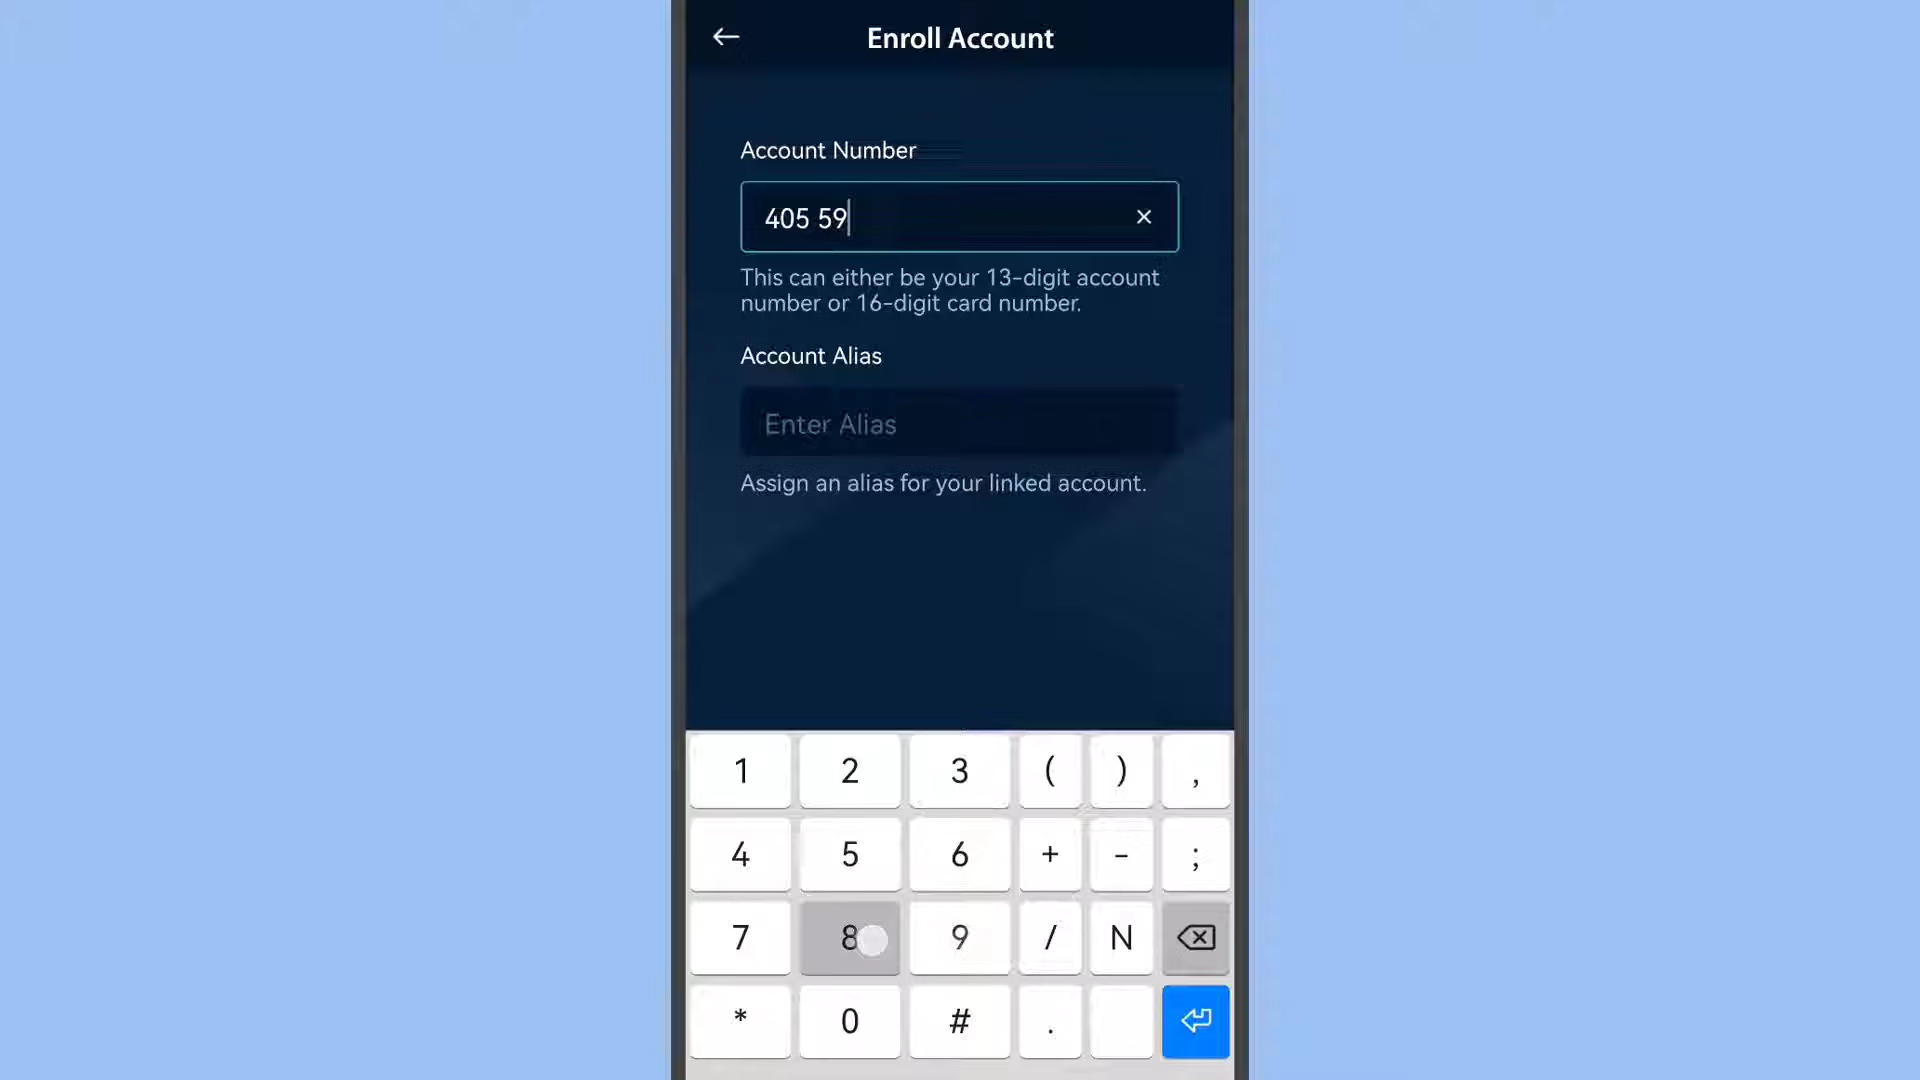 Enroll Account
Account Number
405 59
This can either be your 13-digit account
number or 16-digit card number.
Account Alias
Enter Alias
Assign an alias for your linked account.
1 2 3 ( ) ,
4 5 6 + - ;
7 8 9 / N
* 0 # .